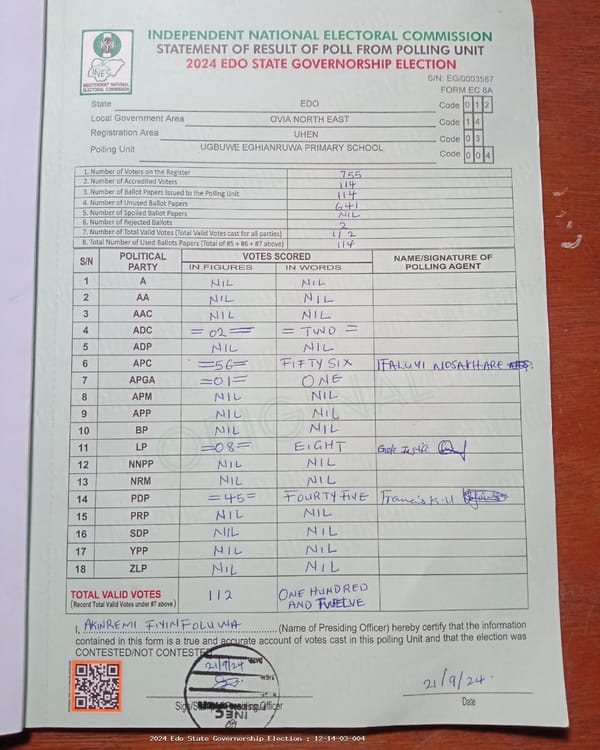 INDEPENDENT NATIONAL ELECTORAL COMMISSION
STATEMENT OF RESULT OF POLL FROM POLLING UNIT
2024 EDO STATE GOVERNORSHIP ELECTION
INEC
INDEPENDENT NATIONAL
ELECTORAL COMMISSION
S/N: EG/0003587
FORM EC 8A
State EDO Code 0 1 2
Local Government Area OVIA NORTH EAST Code 1 4
Registration Area UHEN Code 0 3
Polling Unit UGBUWE EGHIANRUWA PRIMARY SCHOOL Code 0 0 4
1. Number of Voters on the Register 755
2. Number of Accredited Voters 114
3. Number of Ballot Papers Issued to the Polling Unit 114
4. Number of Unused Ballot Papers 641
5. Number of Spoiled Ballot Papers NIL
6. Number of Rejected Ballots 2
7. Number of Total Valid Votes (Total Valid Votes cast for all parties) 112
8. Total Number of Used Ballots Papers (Total of #5 + #6 + #7 above) 114
S/N POLITICAL PARTY VOTES SCORED NAME/SIGNATURE OF POLLING AGENT
IN FIGURES IN WORDS
1 A NIL NIL
2 AA NIL NIL
3 AAC NIL NIL
4 ADC =02= =TWO=
5 ADP NIL NIL
6 APC =56= FIFTY SIX IFALUYI NOSAKHARE
7 APGA =01= ONE
8 APM NIL NIL
9 APP NIL NIL
10 BP NIL NIL
11 LP =08= EIGHT
12 NNPP NIL NIL
13 NRM NIL NIL
14 PDP =45= FOURTY FIVE Francis
15 PRP NIL NIL
16 SDP NIL NIL
17 YPP NIL NIL
18 ZLP NIL NIL
ORIGINAL
TOTAL VALID VOTES 112 ONE HUNDRED
(Record Total Valid Votes under #7 above) AND TWELVE
I, AKINREMI FIYINFOLUWA (Name of Presiding Officer) hereby certify that the information
contained in this form is a true and accurate account of votes cast in this polling Unit and that the election was
CONTESTED/NOT CONTESTED
21/9/24
INEC
Presiding Officer
21/9/24.
Date
2024 Edo State Governorship Election : 12-14-03-004